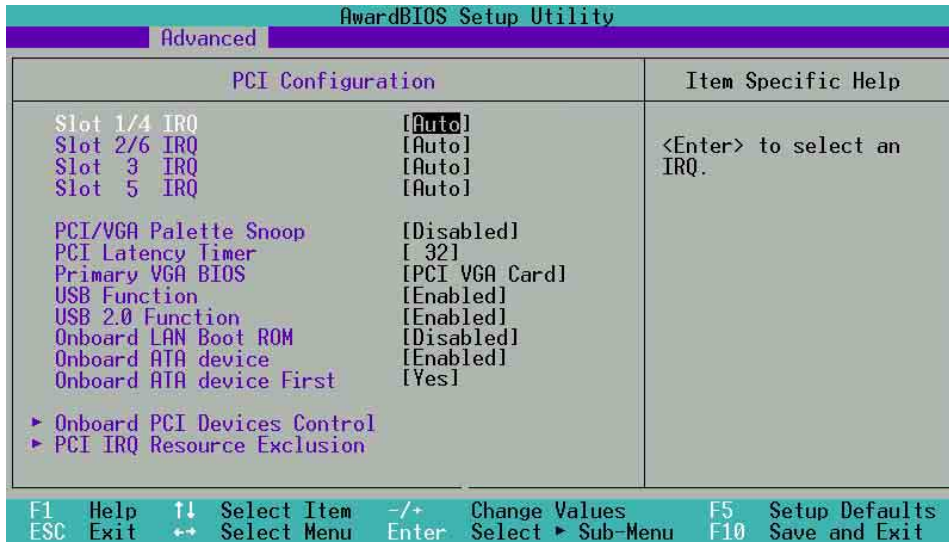 AwardBIOS Setup Utility
Advanced
PCI Configuration
Item Specific Help
Slot 1/4 IRQ [Auto]
Slot 2/6 IRQ [Auto]
Slot 3 IRQ [Auto]
Slot 5 IRQ [Auto]
PCI/VGA Palette Snoop [Disabled]
PCI Latency Timer [ 32]
Primary VGA BIOS [PCI VGA Card]
USB Function [Enabled]
USB 2.0 Function [Enabled]
Onboard LAN Boot ROM [Disabled]
Onboard ATA device [Enabled]
Onboard ATA device First [Yes]
► Onboard PCI Devices Control
► PCI IRQ Resource Exclusion
<Enter> to select an
IRQ.
F1 Help ↑↓ Select Item -/+ Change Values F5 Setup Defaults
ESC Exit ↔ Select Menu Enter Select ► Sub-Menu F10 Save and Exit